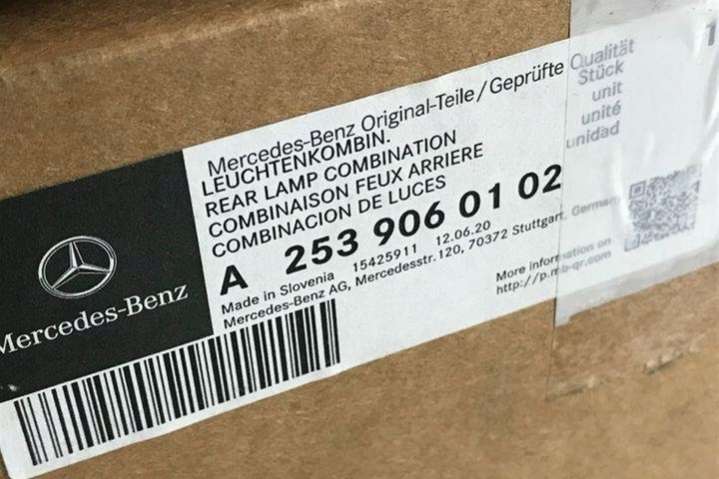 Mercedes-Benz Original-Teile/Geprüfte Qualität
LEUCHTENKOMBIN.
REAR LAMP COMBINATION
COMBINAISON FEUX ARRIERE
COMBINACION DE LUCES
1
Stück
unit
unité
unidad
A 253 906 01 02
Made in Slovenia 15425911 12.06.20
Mercedes-Benz AG, Mercedesstr. 120, 70372 Stuttgart, Germany
More information on
http://p.mb-qr.com/
Mercedes-Benz